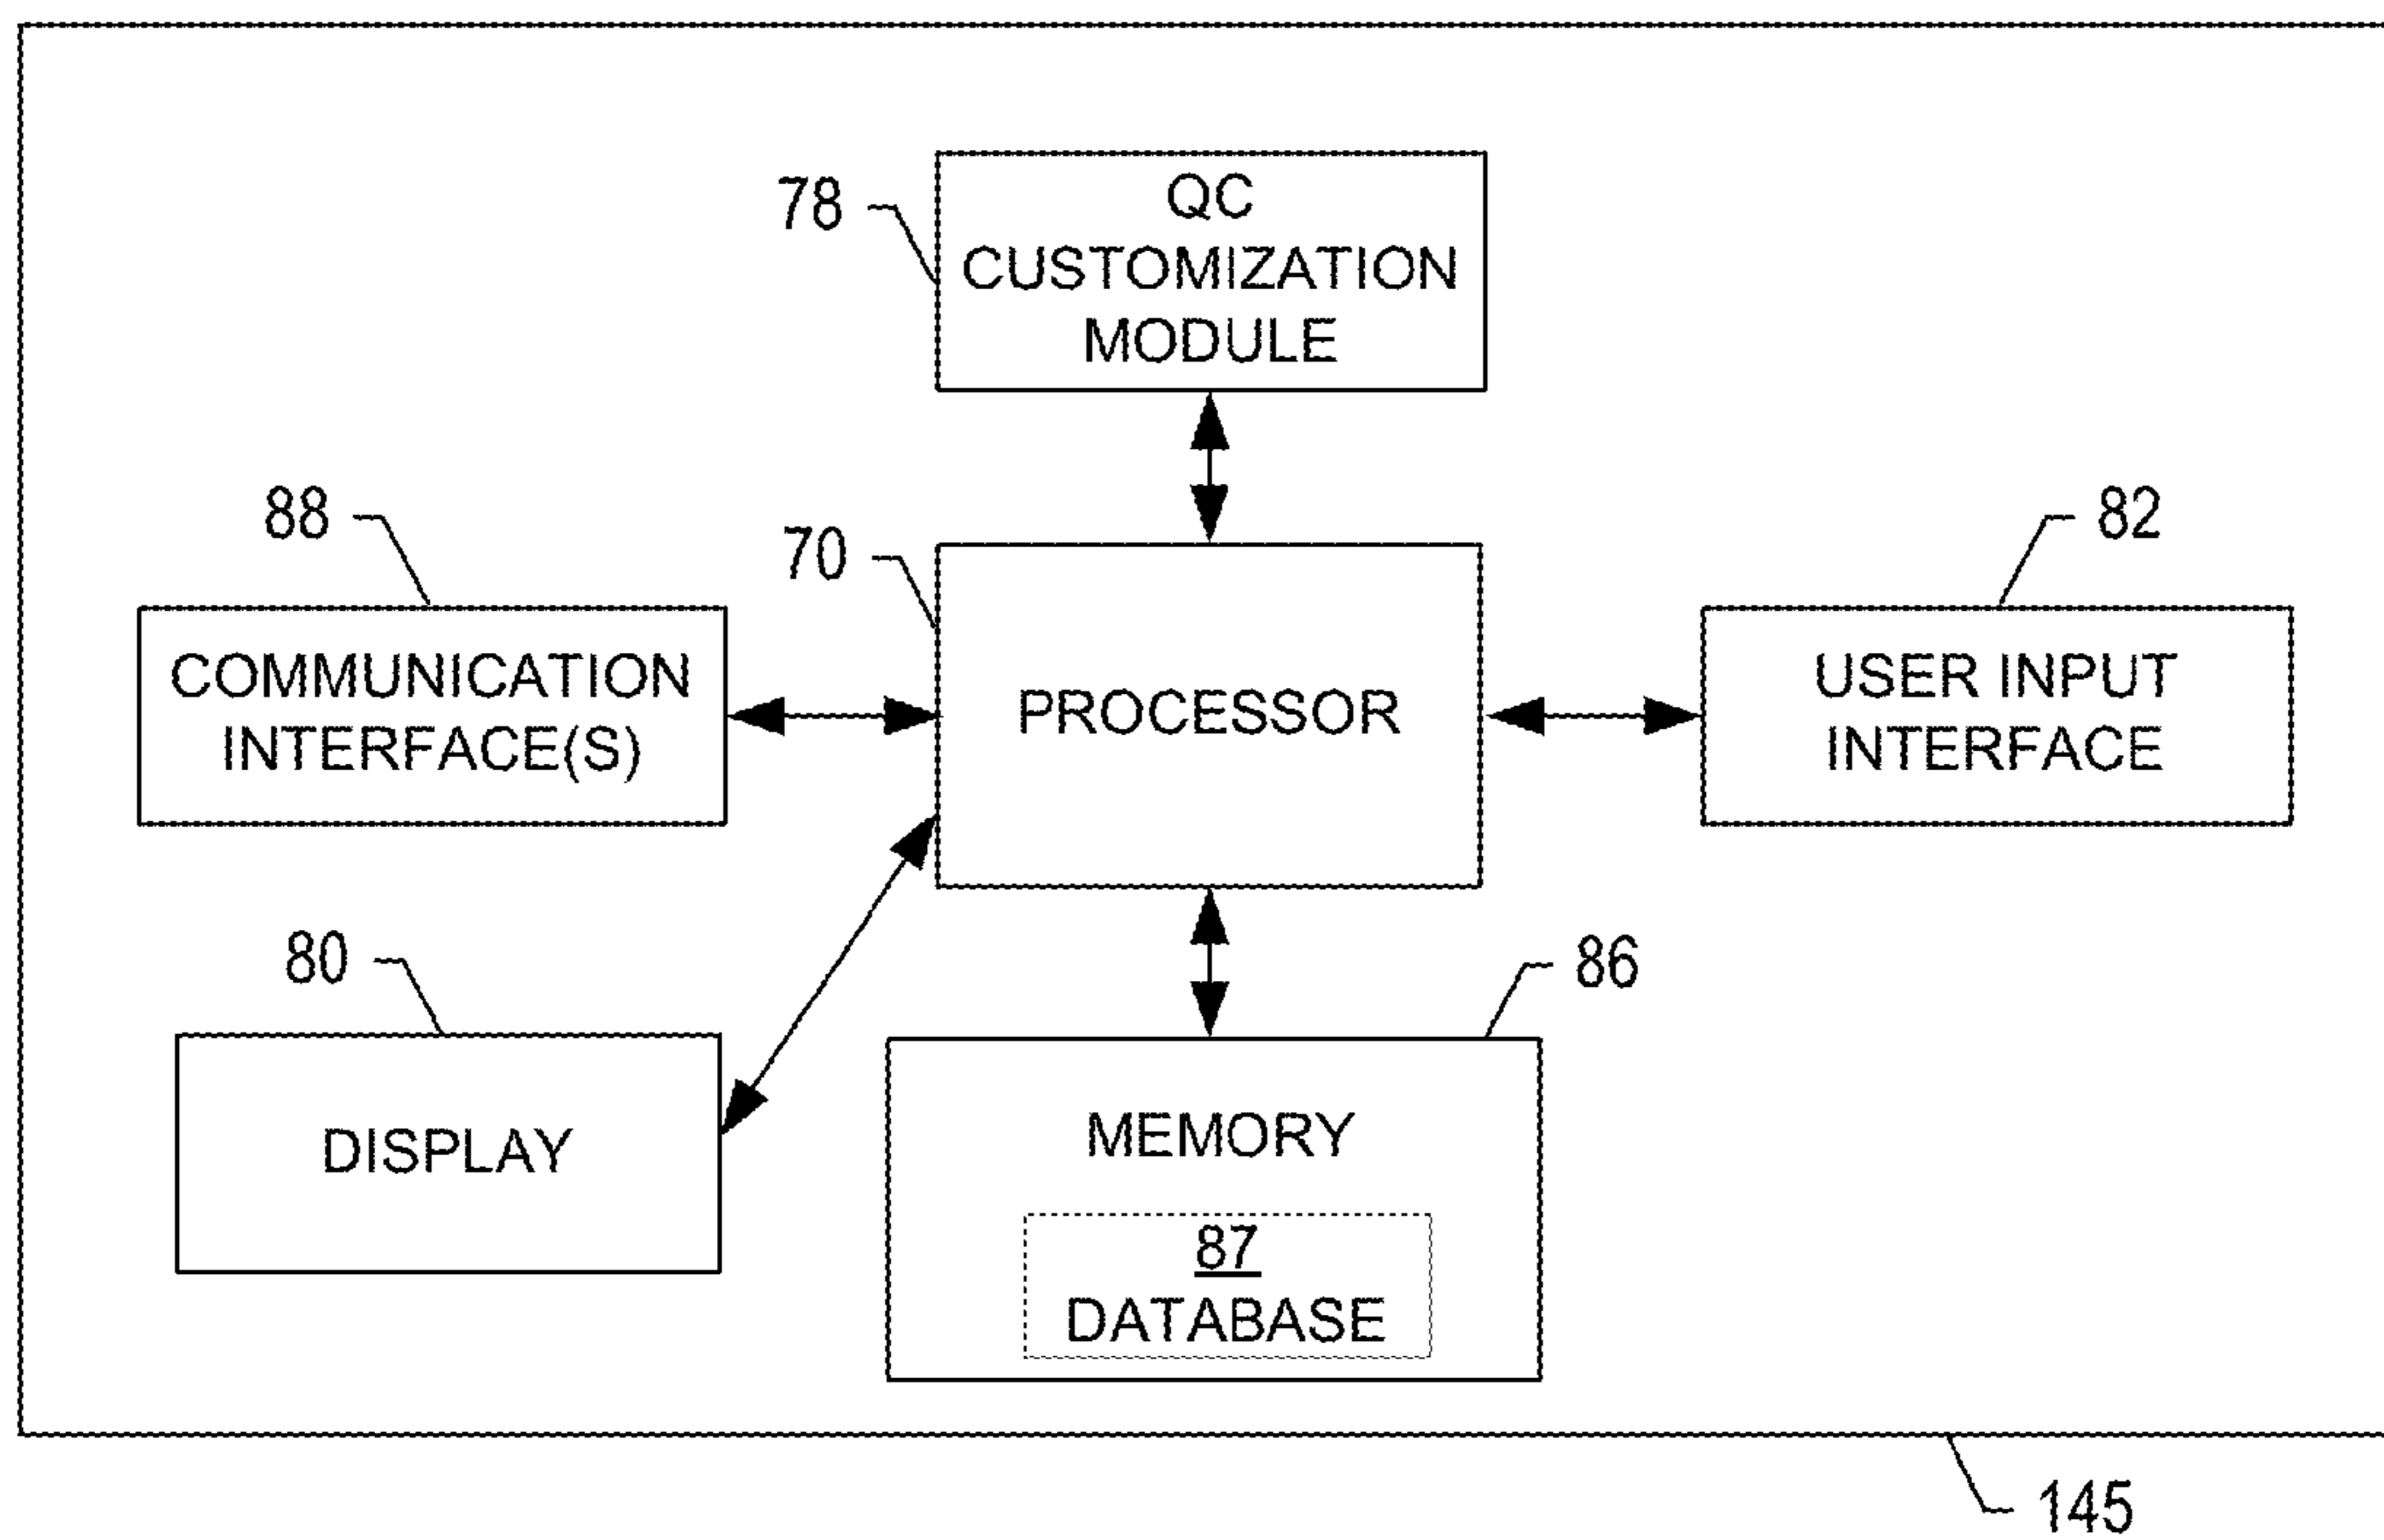 78
QC
CUSTOMIZATION
MODULE
88
70
82
COMMUNICATION
INTERFACE(S)
PROCESSOR
USER INPUT
INTERFACE
80
86
DISPLAY
MEMORY
87
DATABASE
145